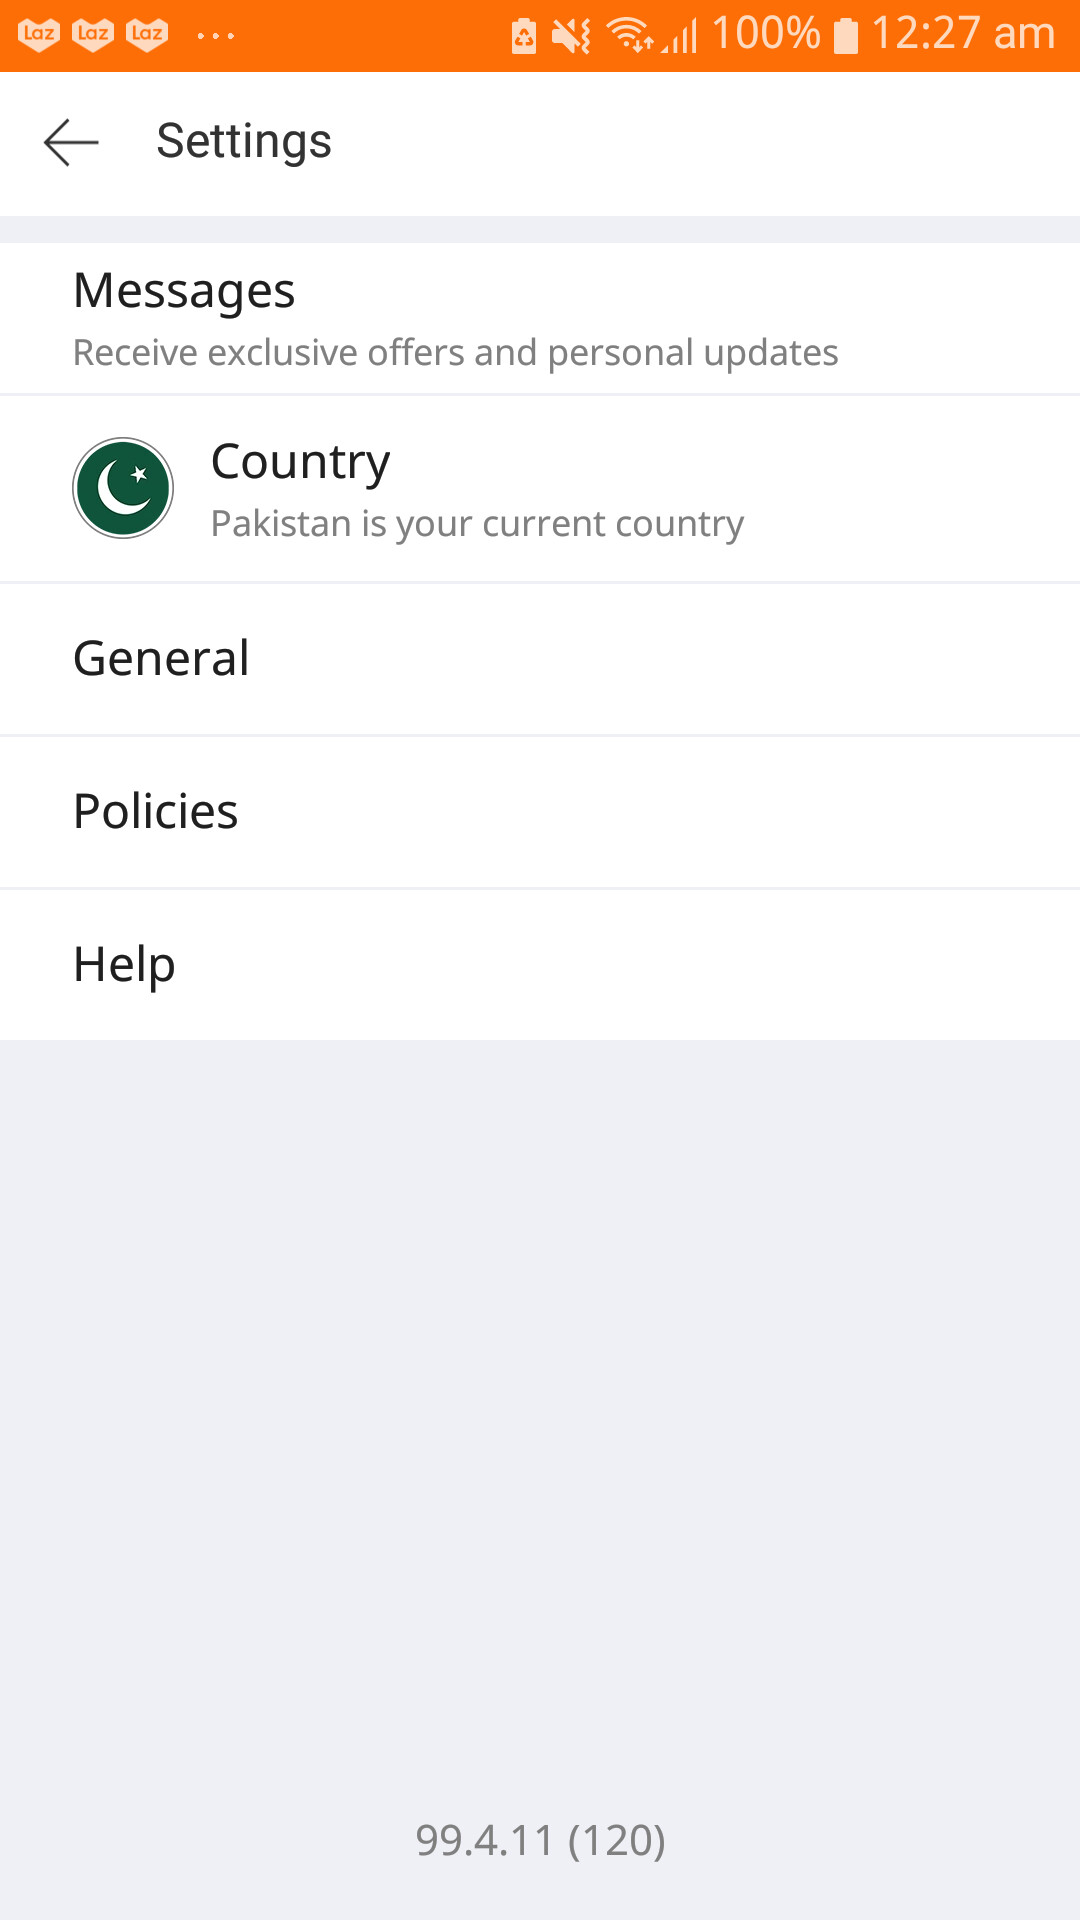 Laz Laz Laz ... 100% 12:27 am
Settings
Messages
Receive exclusive offers and personal updates
Country
Pakistan is your current country
General
Policies
Help
99.4.11 (120)